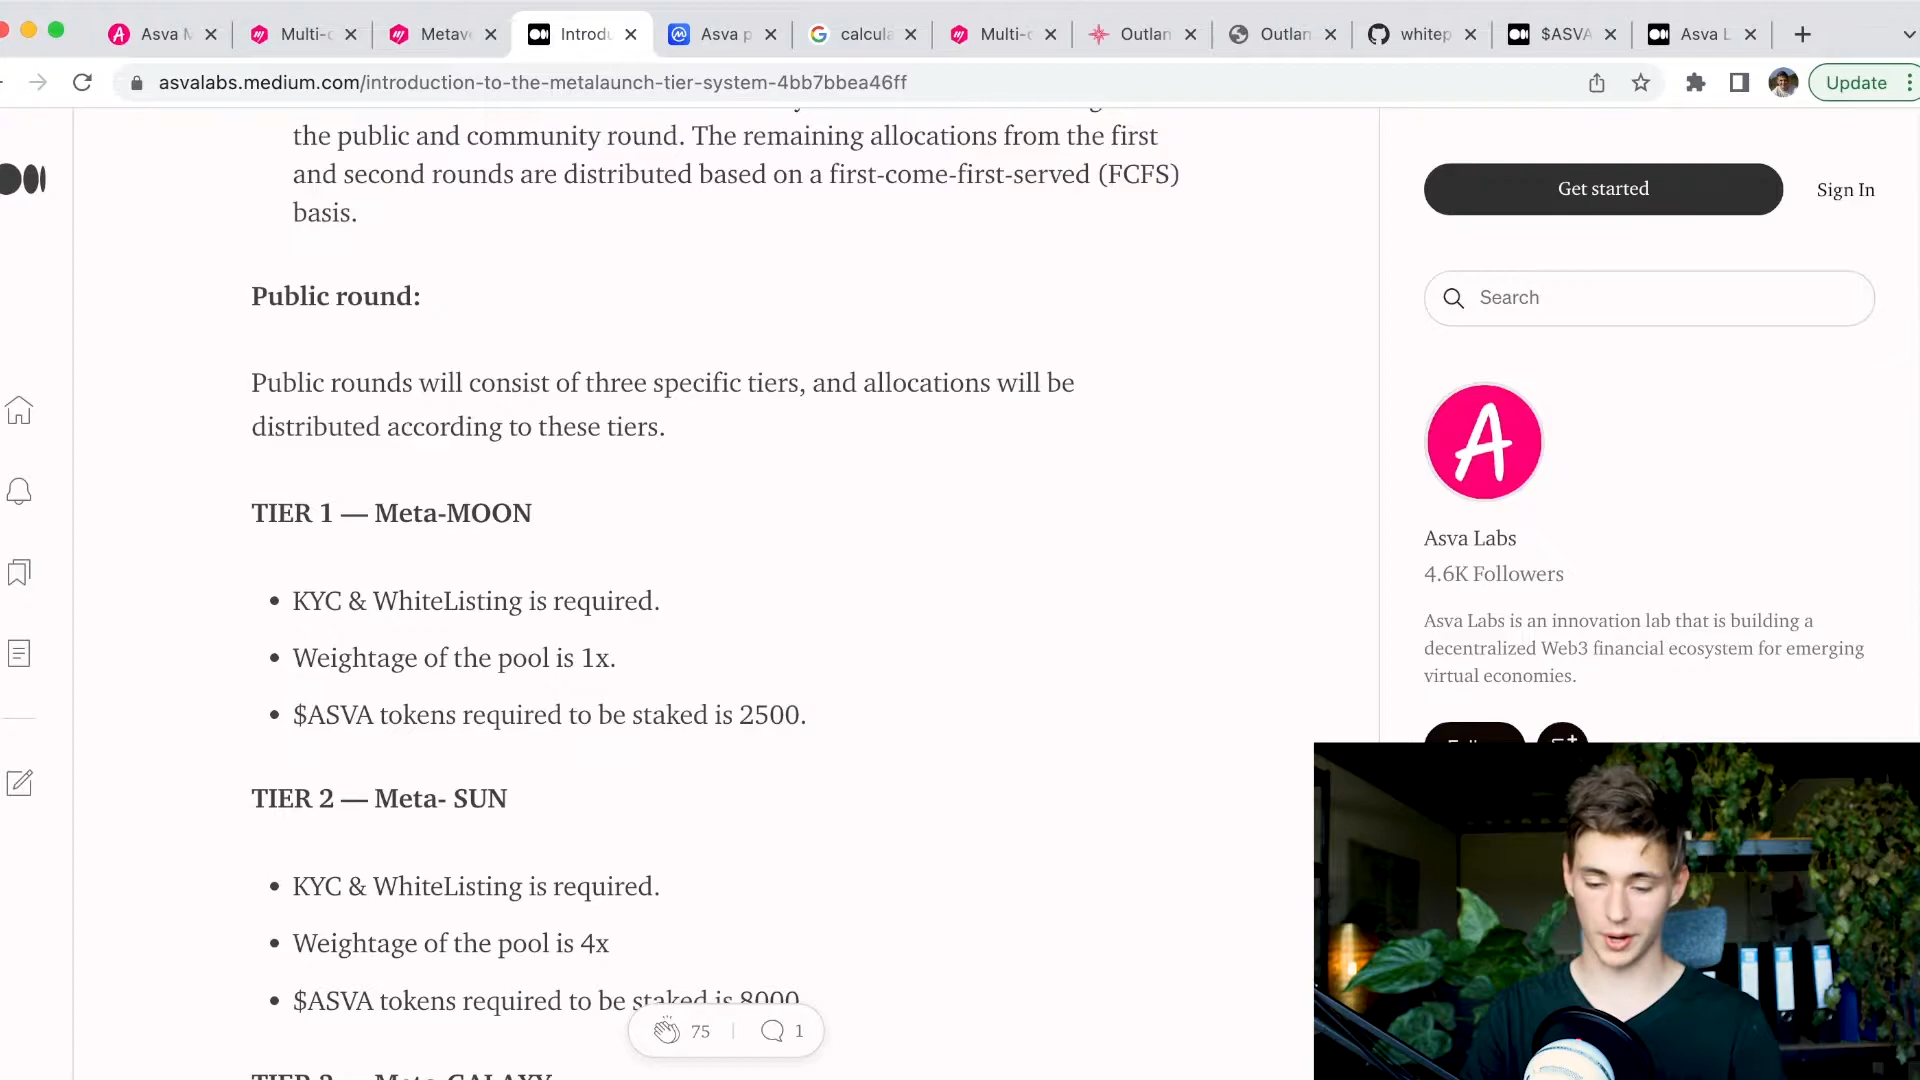 Asva M
Multi-c
Metav
Introdu
Asva p
calcula
Multi-c
Outlan
Outlan
whitep
$ASVA
Asva L
asvalabs.medium.com/introduction-to-the-metalaunch-tier-system-4bb7bbea46ff
Update
the public and community round. The remaining allocations from the first
and second rounds are distributed based on a first-come-first-served (FCFS)
basis.
Public round:
Public rounds will consist of three specific tiers, and allocations will be
distributed according to these tiers.
TIER 1 — Meta-MOON
• KYC & WhiteListing is required.
• Weightage of the pool is 1x.
• $ASVA tokens required to be staked is 2500.
TIER 2 — Meta- SUN
• KYC & WhiteListing is required.
• Weightage of the pool is 4x
• $ASVA tokens required to be staked is 8000
75
1
TIER 3 — Meta-GALAXY
Get started
Sign In
Search
A
Asva Labs
4.6K Followers
Asva Labs is an innovation lab that is building a
decentralized Web3 financial ecosystem for emerging
virtual economies.